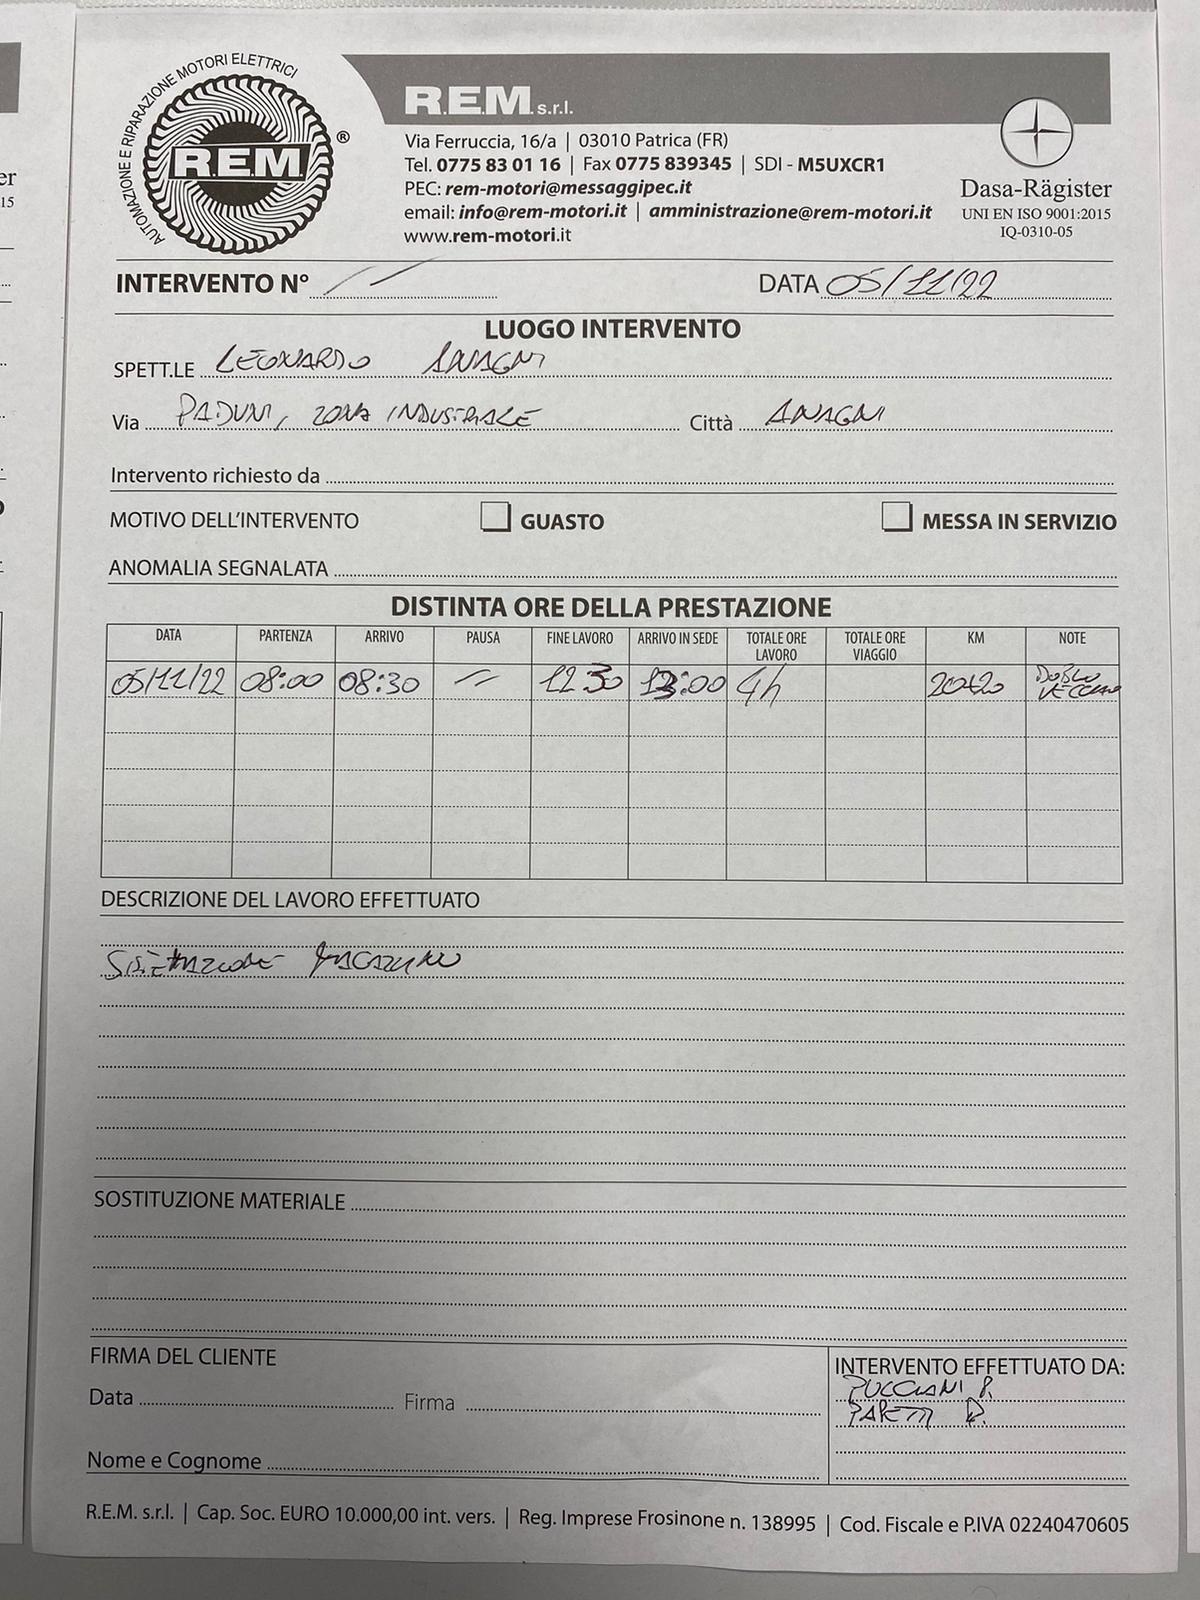 AUTOMAZIONE E RIPARAZIONE MOTORI ELETTRICI
R.E.M. ®
R.E.M. s.r.l.
Via Ferruccia, 16/a | 03010 Patrica (FR)
Tel. 0775 83 01 16 | Fax 0775 839345 | SDI - M5UXCR1
PEC: rem-motori@messaggipec.it
email: info@rem-motori.it | amministrazione@rem-motori.it
www.rem-motori.it
Dasa-Rägister
UNI EN ISO 9001:2015
IQ-0310-05
INTERVENTO N° DATA 05/11/22
LUOGO INTERVENTO
SPETT.LE LEONARDO ANAGNI
Via PADUNI, ZONA INDUSTRIALE Città ANAGNI
Intervento richiesto da
MOTIVO DELL'INTERVENTO GUASTO MESSA IN SERVIZIO
ANOMALIA SEGNALATA
DISTINTA ORE DELLA PRESTAZIONE
DATA PARTENZA ARRIVO PAUSA FINE LAVORO ARRIVO IN SEDE TOTALE ORE LAVORO TOTALE ORE VIAGGIO KM NOTE
05/11/22 08:00 08:30 12:30 13:00 4h 20+20 DOBLO VECCHIO
DESCRIZIONE DEL LAVORO EFFETTUATO
SISTEMAZIONE MAGAZZINO
SOSTITUZIONE MATERIALE
FIRMA DEL CLIENTE
Data Firma
Nome e Cognome
INTERVENTO EFFETTUATO DA:
PUCCIANI P.
R.E.M. s.r.l. | Cap. Soc. EURO 10.000,00 int. vers. | Reg. Imprese Frosinone n. 138995 | Cod. Fiscale e P.IVA 02240470605